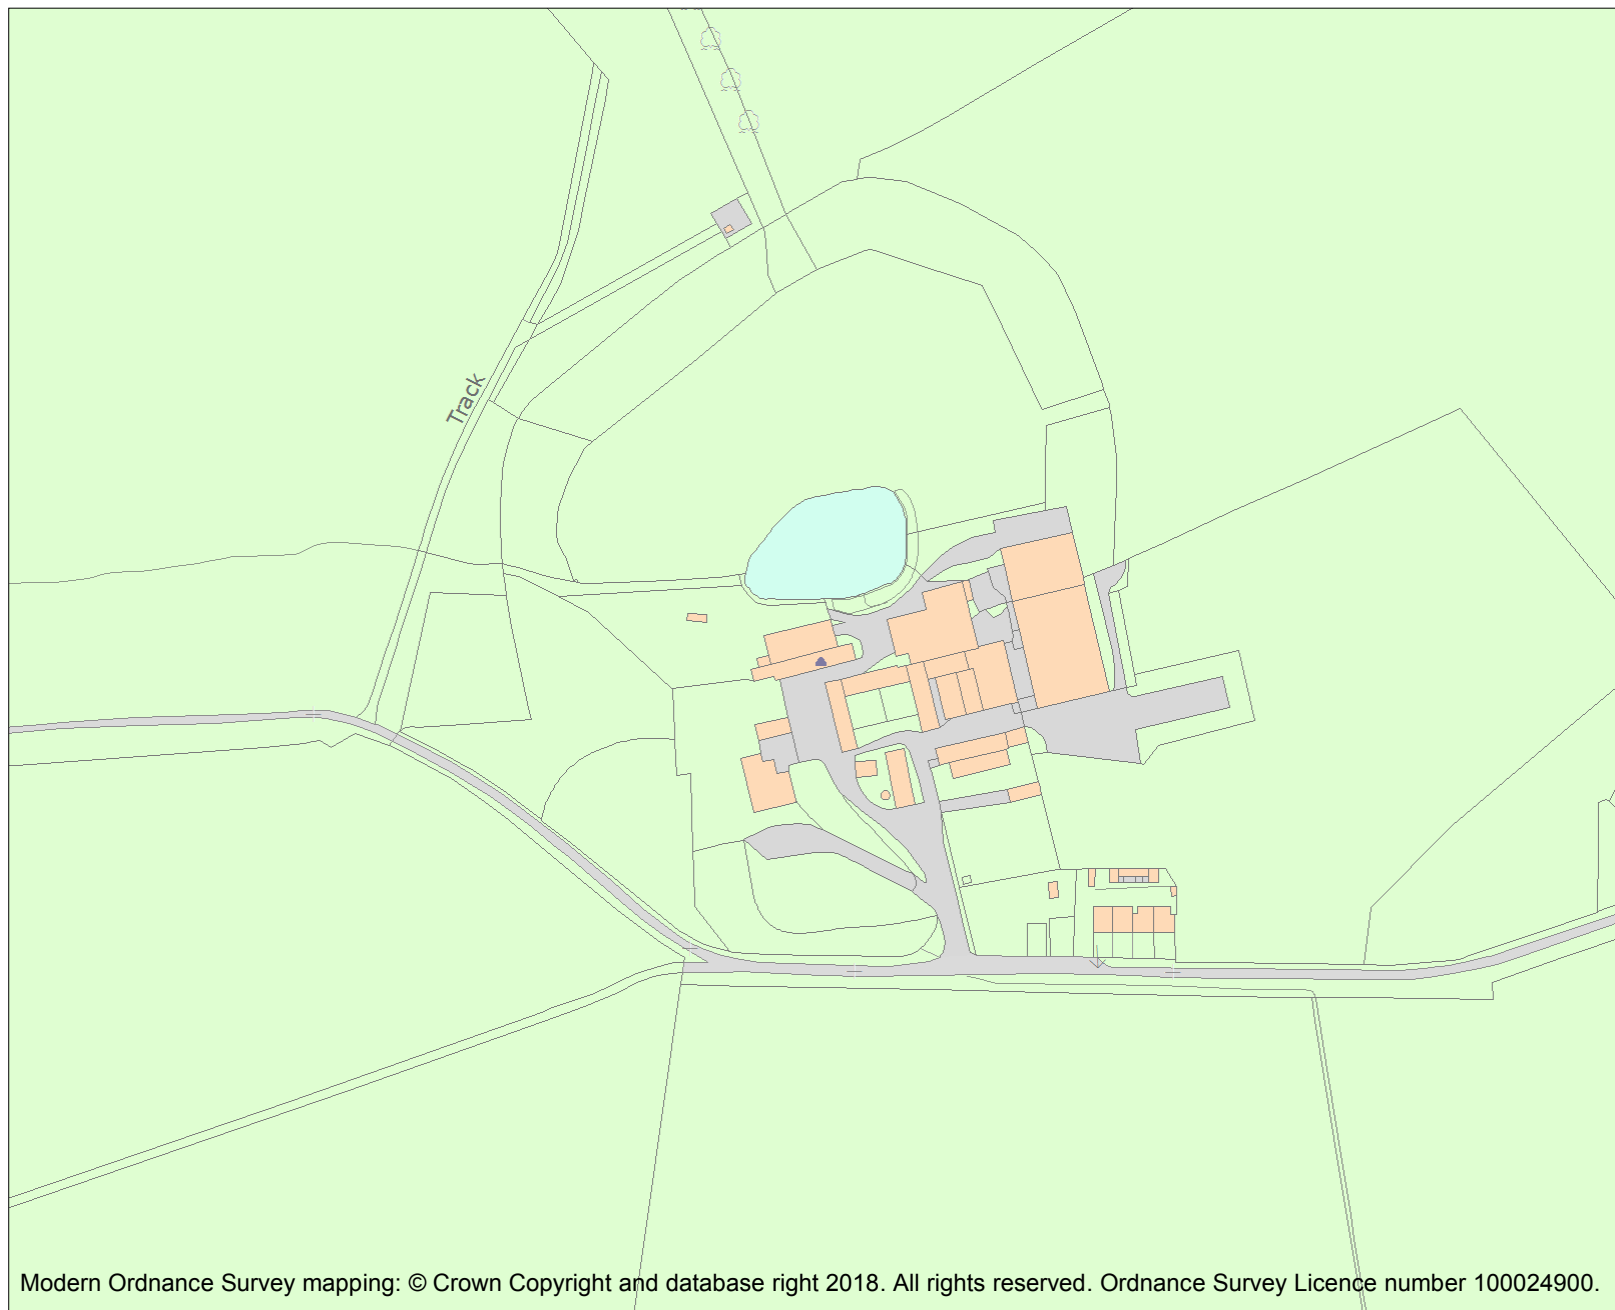 Track
Modern Ordnance Survey mapping: © Crown Copyright and database right 2018. All rights reserved. Ordnance Survey Licence number 100024900.